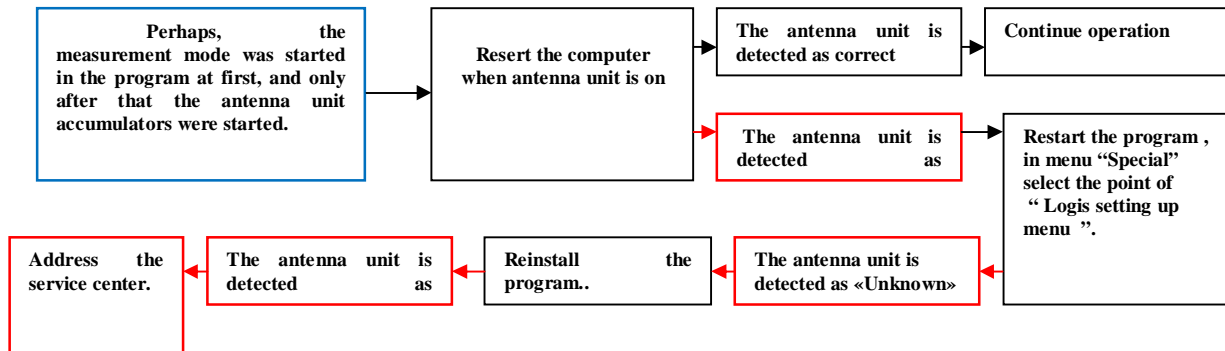 Perhaps, the
measurement mode was started
in the program at first, and only
after that the antenna unit
accumulators were started.
Resert the computer
when antenna unit is on
The antenna unit is
detected as correct
Continue operation
The antenna unit is
detected as
Restart the program ,
in menu “Special”
select the point of
“ Logis setting up
menu ”.
The antenna unit is
detected as «Unknown»
Reinstall the
program..
The antenna unit is
detected as
Address the
service center.